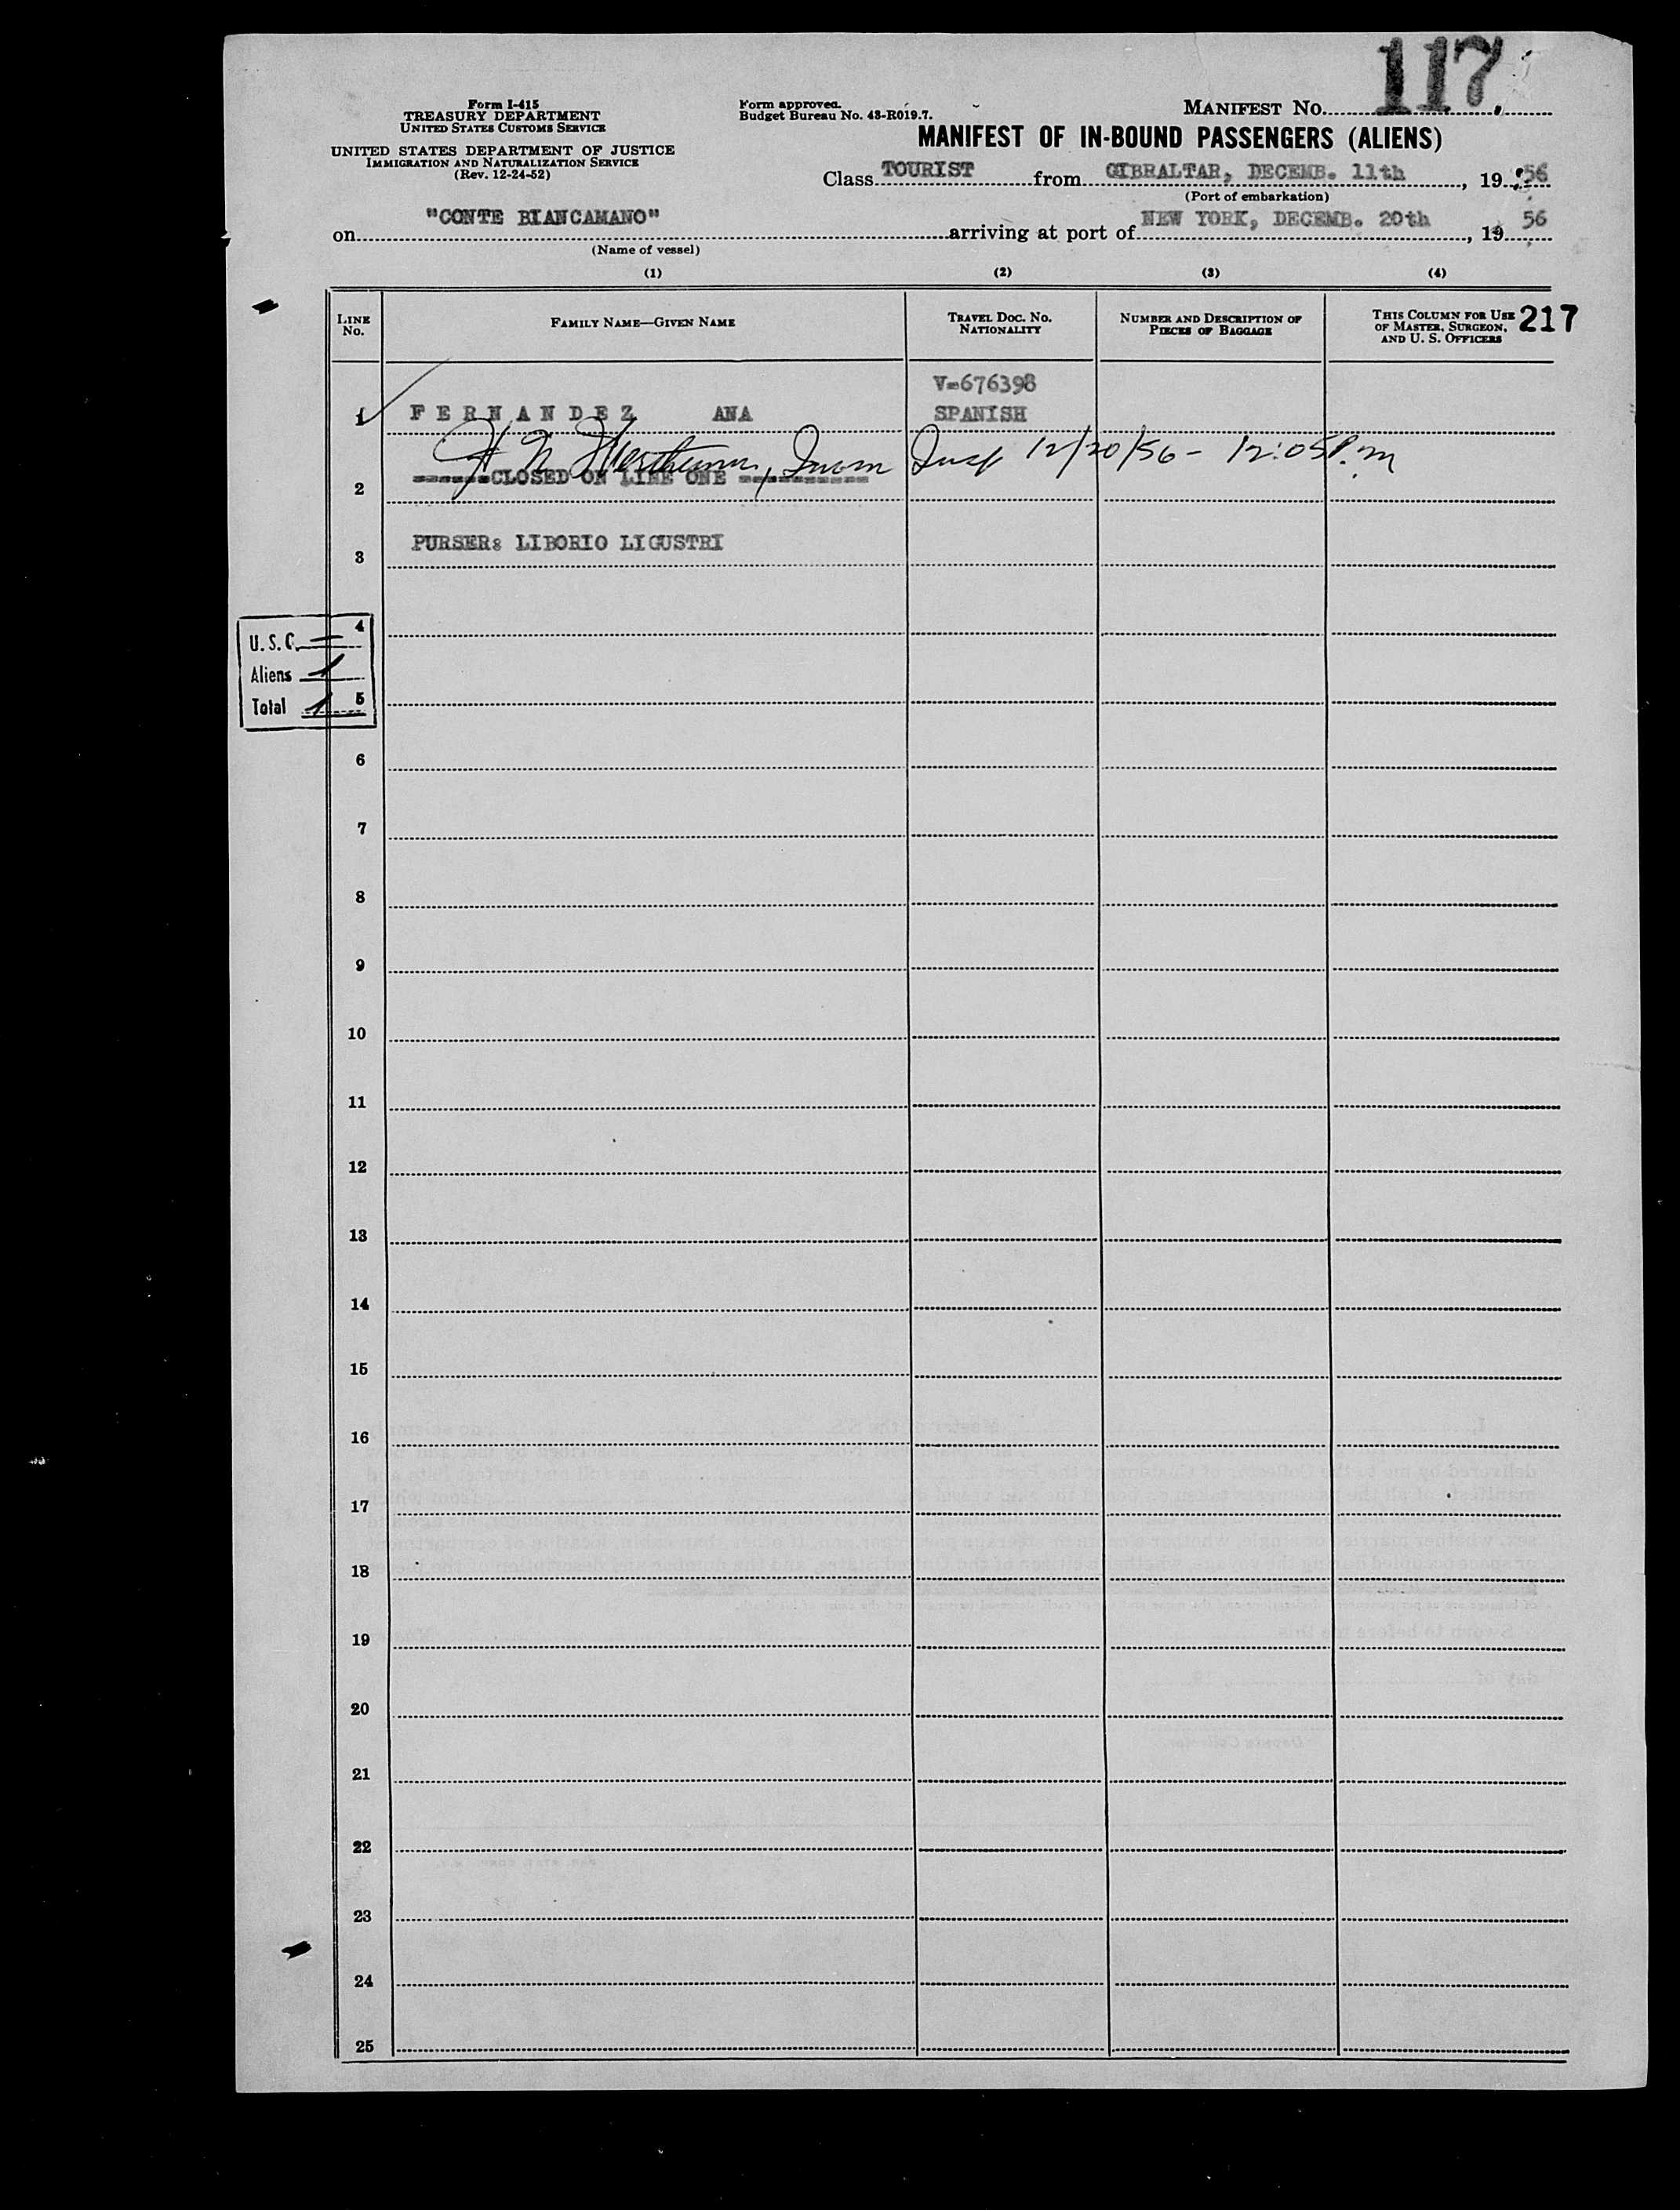 117
Form I-415
TREASURY DEPARTMENT
UNITED STATES CUSTOMS SERVICE
UNITED STATES DEPARTMENT OF JUSTICE
IMMIGRATION AND NATURALIZATION SERVICE
(Rev. 12-24-52)
Form approved.
Budget Bureau No. 43-R019.7.
MANIFEST No.
MANIFEST OF IN-BOUND PASSENGERS (ALIENS)
Class TOURIST from GIBRALTAR, DECEMB. 11th, 1956
(Port of embarkation)
on "CONTE BIANCAMANO" arriving at port of NEW YORK, DECEMB. 20th, 19 56
(Name of vessel)
(1) (2) (3) (4)
LINE No. FAMILY NAME—GIVEN NAME TRAVEL DOC. No. NATIONALITY NUMBER AND DESCRIPTION OF PIECES OF BAGGAGE THIS COLUMN FOR USE OF MASTER, SURGEON, AND U. S. OFFICERS 217
V-676398
1 FERNANDEZ ANA SPANISH
Insp 12/20/56 - 12:05 P.m
2 CLOSED ON LINE ONE
3 PURSER: LIBORIO LIGUSTRI
4
U. S. C. —
Aliens 1
Total 1
5
6
7
8
9
10
11
12
13
14
15
16
17
18
19
20
21
22
23
24
25